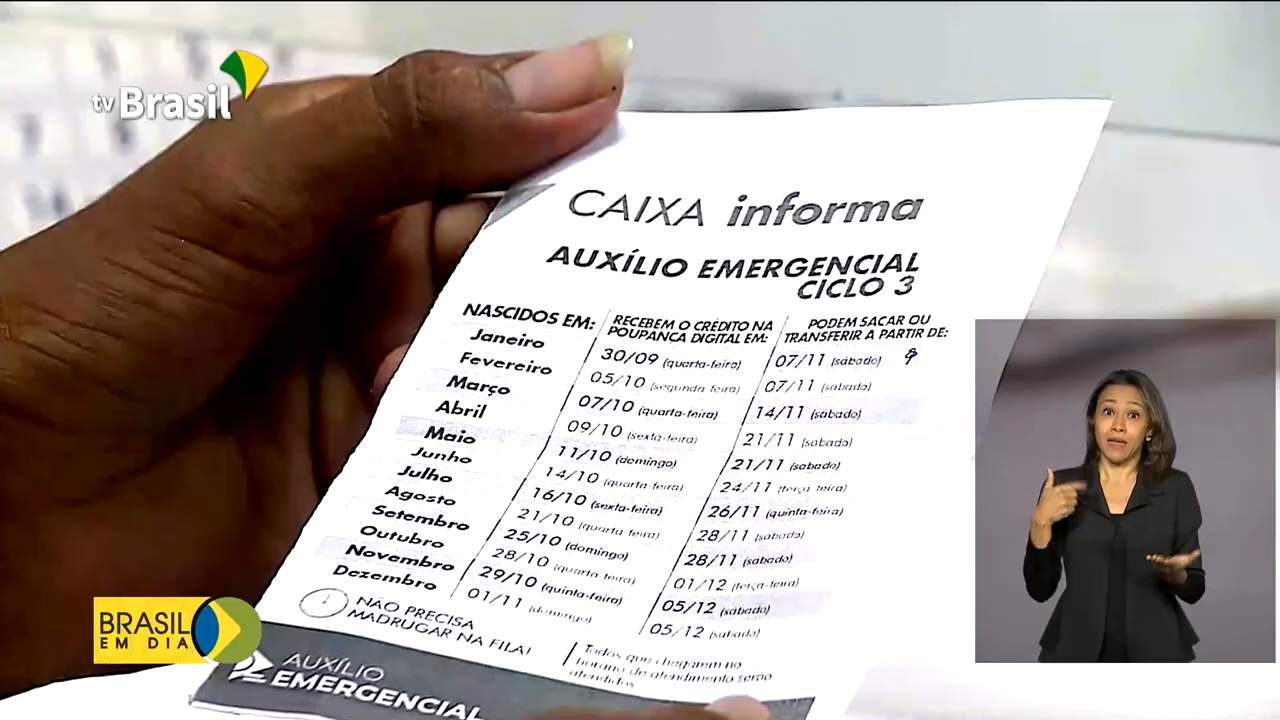 tv Brasil
CAIXA informa
AUXÍLIO EMERGENCIAL
CICLO 3
NASCIDOS EM: RECEBEM O CRÉDITO NA POUPANÇA DIGITAL EM: PODEM SACAR OU TRANSFERIR A PARTIR DE:
Janeiro 30/09 (quarta-feira) 07/11 (sábado)
Fevereiro 05/10 (segunda-feira) 07/11 (sábado)
Março 07/10 (quarta-feira) 14/11 (sábado)
Abril 09/10 (sexta-feira) 21/11 (sábado)
Maio 11/10 (domingo) 21/11 (sábado)
Junho 14/10 (quarta-feira) 24/11 (terça-feira)
Julho 16/10 (sexta-feira) 26/11 (quinta-feira)
Agosto 21/10 (quarta-feira) 28/11 (sábado)
Setembro 25/10 (domingo) 28/11 (sábado)
Outubro 28/10 (quarta-feira) 01/12 (terça-feira)
Novembro 29/10 (quinta-feira) 05/12 (sábado)
Dezembro 01/11 (domingo) 05/12 (sábado)
NÃO PRECISA
MADRUGAR NA FILA!
Todos que chegarem no
horário de atendimento serão
atendidos
AUXÍLIO
EMERGENCIAL
BRASIL
EM DIA